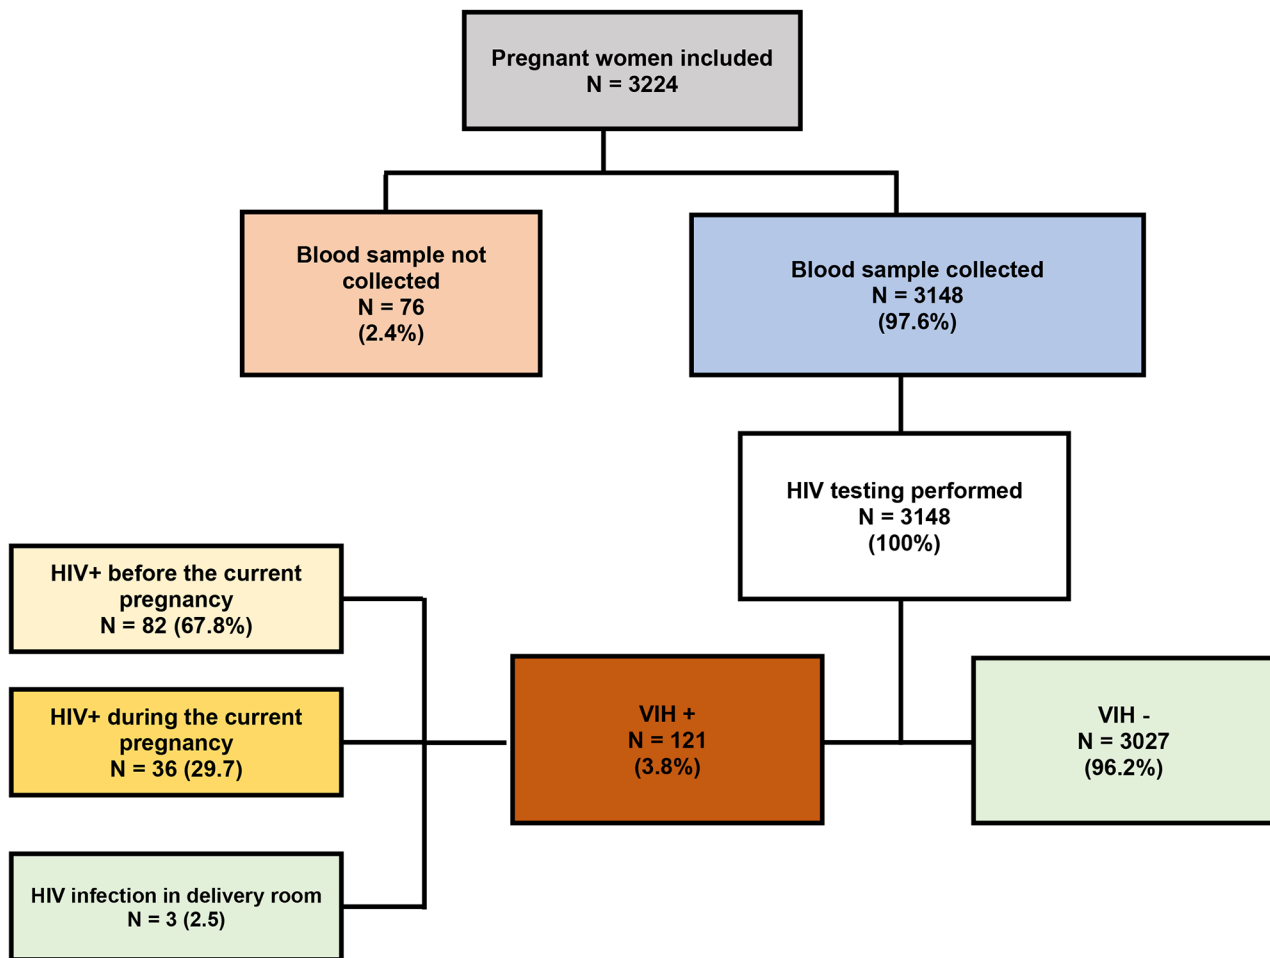 Pregnant women included
N = 3224
Blood sample not
collected
N = 76
(2.4%)
Blood sample collected
N = 3148
(97.6%)
HIV testing performed
N = 3148
(100%)
HIV+ before the current
pregnancy
N = 82 (67.8%)
HIV+ during the current
pregnancy
N = 36 (29.7)
HIV infection in delivery room
N = 3 (2.5)
VIH +
N = 121
(3.8%)
VIH -
N = 3027
(96.2%)